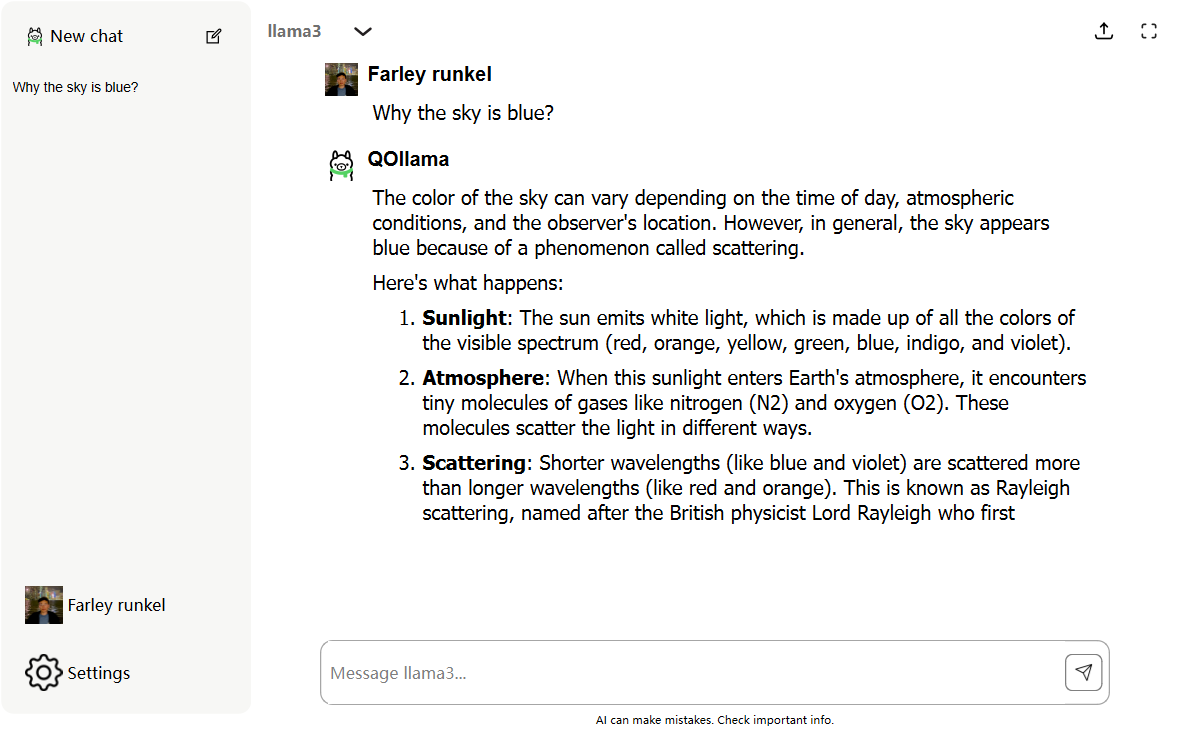 New chat
Why the sky is blue?
Farley runkel
Settings
llama3
Farley runkel
Why the sky is blue?
QOllama
The color of the sky can vary depending on the time of day, atmospheric
conditions, and the observer's location. However, in general, the sky appears
blue because of a phenomenon called scattering.
Here's what happens:
1. Sunlight: The sun emits white light, which is made up of all the colors of
the visible spectrum (red, orange, yellow, green, blue, indigo, and violet).
2. Atmosphere: When this sunlight enters Earth's atmosphere, it encounters
tiny molecules of gases like nitrogen (N2) and oxygen (O2). These
molecules scatter the light in different ways.
3. Scattering: Shorter wavelengths (like blue and violet) are scattered more
than longer wavelengths (like red and orange). This is known as Rayleigh
scattering, named after the British physicist Lord Rayleigh who first
Message llama3...
AI can make mistakes. Check important info.